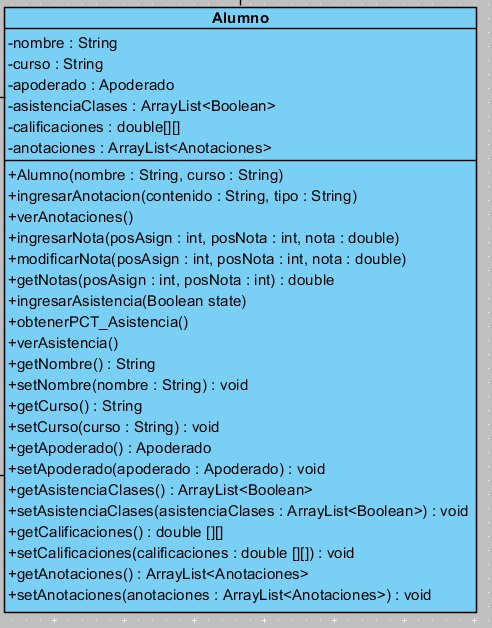 Alumno
-nombre : String
-curso : String
-apoderado : Apoderado
-asistenciaClases : ArrayList<Boolean>
-calificaciones : double[][]
-anotaciones : ArrayList<Anotaciones>
+Alumno(nombre : String, curso : String)
+ingresarAnotacion(contenido : String, tipo : String)
+verAnotaciones()
+ingresarNota(posAsign : int, posNota : int, nota : double)
+modificarNota(posAsign : int, posNota : int, nota : double)
+getNotas(posAsign : int, posNota : int) : double
+ingresarAsistencia(Boolean state)
+obtenerPCT_Asistencia()
+verAsistencia()
+getNombre() : String
+setNombre(nombre : String) : void
+getCurso() : String
+setCurso(curso : String) : void
+getApoderado() : Apoderado
+setApoderado(apoderado : Apoderado) : void
+getAsistenciaClases() : ArrayList<Boolean>
+setAsistenciaClases(asistenciaClases : ArrayList<Boolean>) : void
+getCalificaciones() : double [][]
+setCalificaciones(calificaciones : double [][]) : void
+getAnotaciones() : ArrayList<Anotaciones>
+setAnotaciones(anotaciones : ArrayList<Anotaciones>) : void